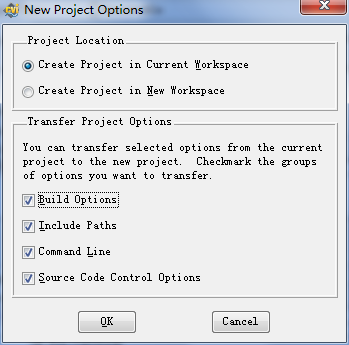 New Project Options
Project Location
Create Project in Current Workspace
Create Project in New Workspace
Transfer Project Options
You can transfer selected options from the current
project to the new project.  Checkmark the groups
of options you want to transfer.
Build Options
Include Paths
Command Line
Source Code Control Options
OK
Cancel